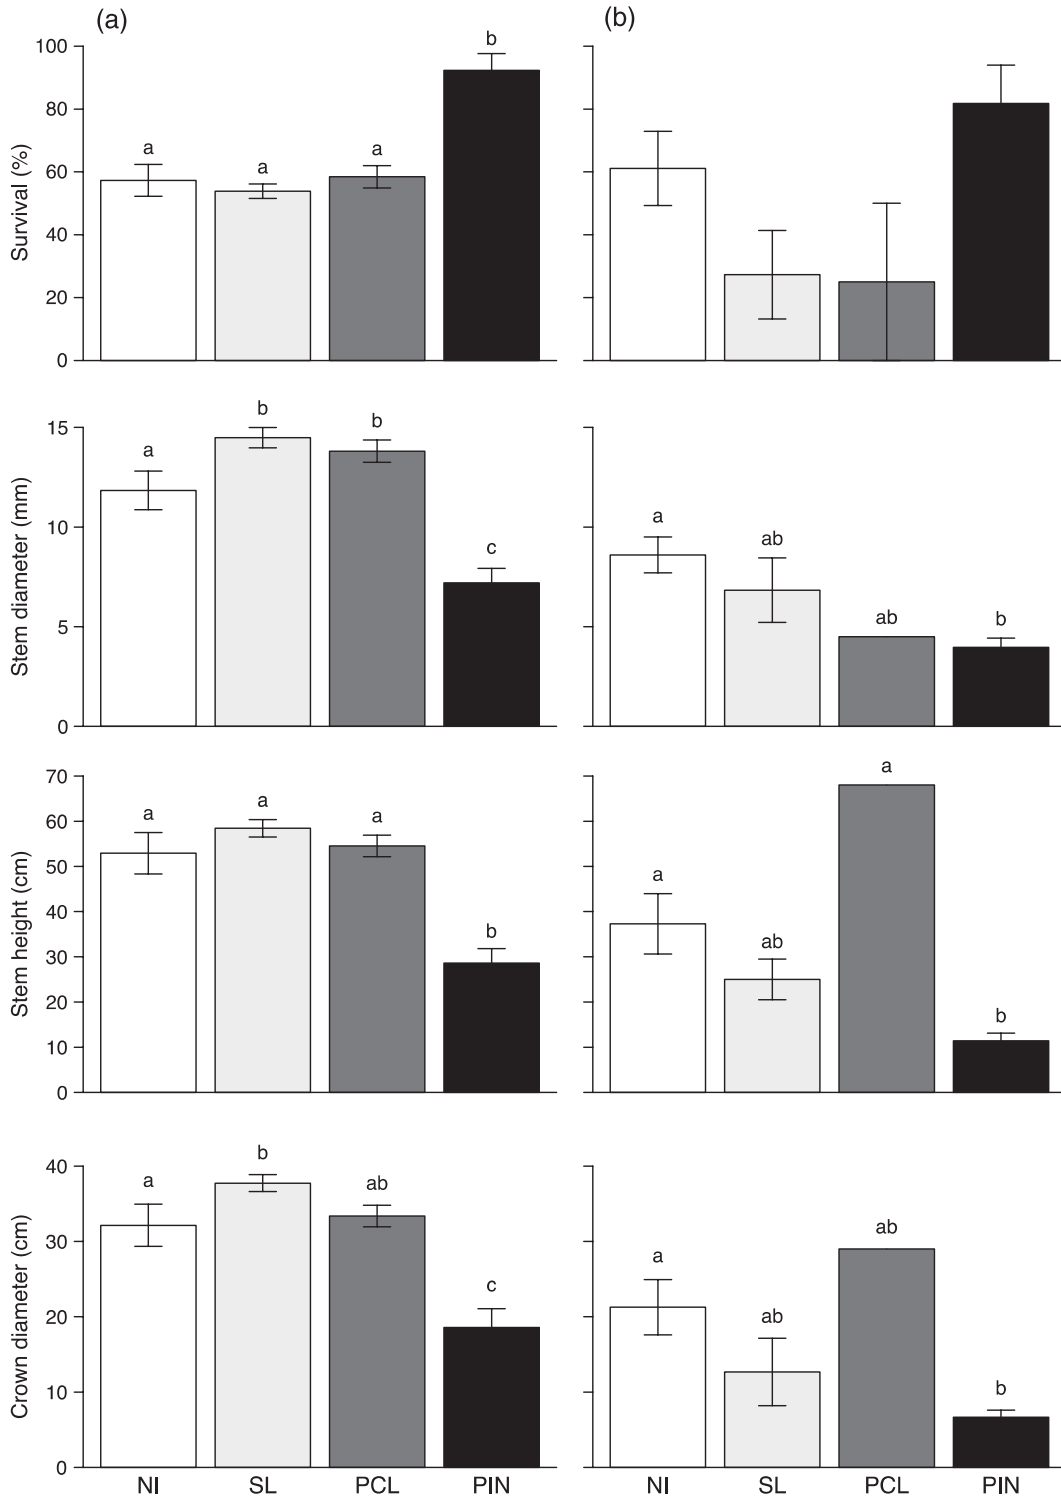 (a) (b)
Survival (%)
100
80
60
40
20
0
a a a b
Stem diameter (mm)
15
10
5
0
a b b c
a ab ab b
Stem height (cm)
70
60
50
40
30
20
10
0
a a a b
a ab a b
Crown diameter (cm)
40
30
20
10
0
a b ab c
a ab ab b
NI SL PCL PIN NI SL PCL PIN